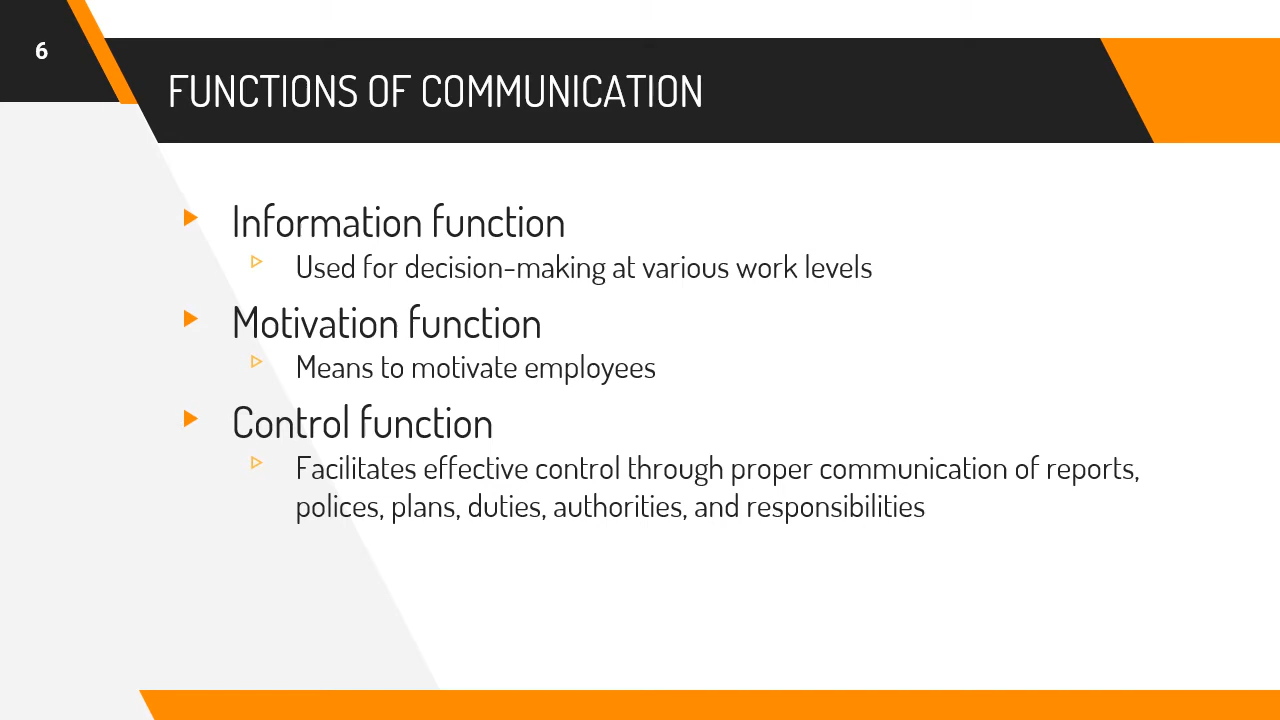 6
FUNCTIONS OF COMMUNICATION
Information function
Used for decision-making at various work levels
Motivation function
Means to motivate employees
Control function
Facilitates effective control through proper communication of reports,
polices, plans, duties, authorities, and responsibilities